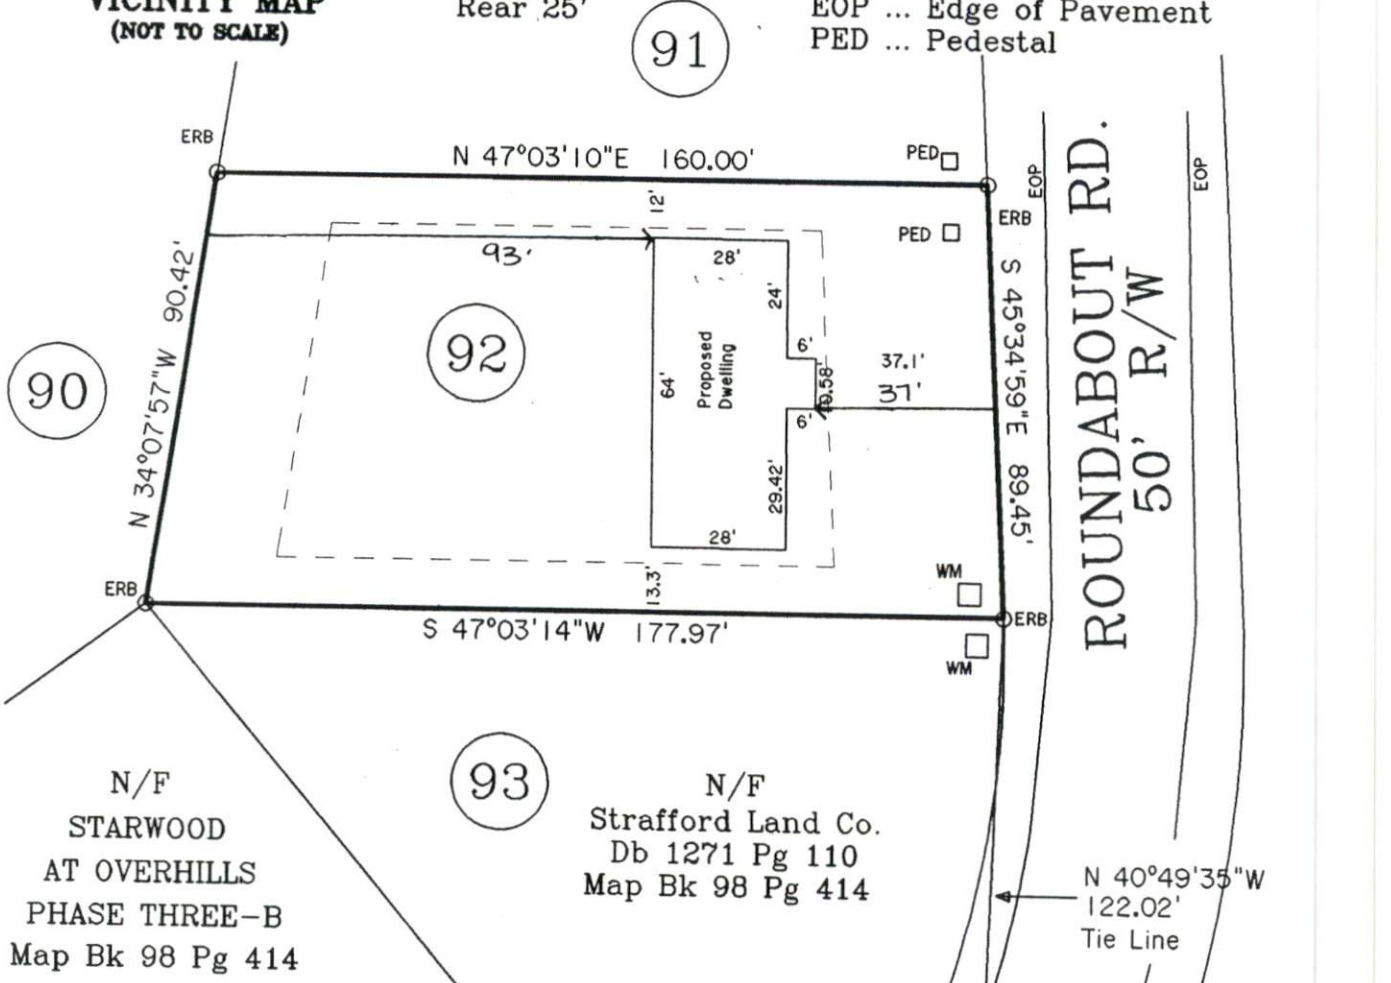 VICINITY MAP
(NOT TO SCALE)
Rear 25'
91
EOP ... Edge of Pavement
PED ... Pedestal
ERB
N 47°03'10"E 160.00'
PED
EOP
EOP
ERB
12'
PED
93'
28'
24'
6'
N 34°07'57"W 90.42'
92
90
64'
Proposed
Dwelling
.58'
37.1'
37'
6'
29.42'
28'
13.3'
S 45°34'59"E 89.45'
ROUNDABOUT RD.
50' R/W
WM
ERB
ERB
S 47°03'14"W 177.97'
WM
93
N/F
STARWOOD
AT OVERHILLS
PHASE THREE-B
Map Bk 98 Pg 414
N/F
Strafford Land Co.
Db 1271 Pg 110
Map Bk 98 Pg 414
N 40°49'35"W
122.02'
Tie Line